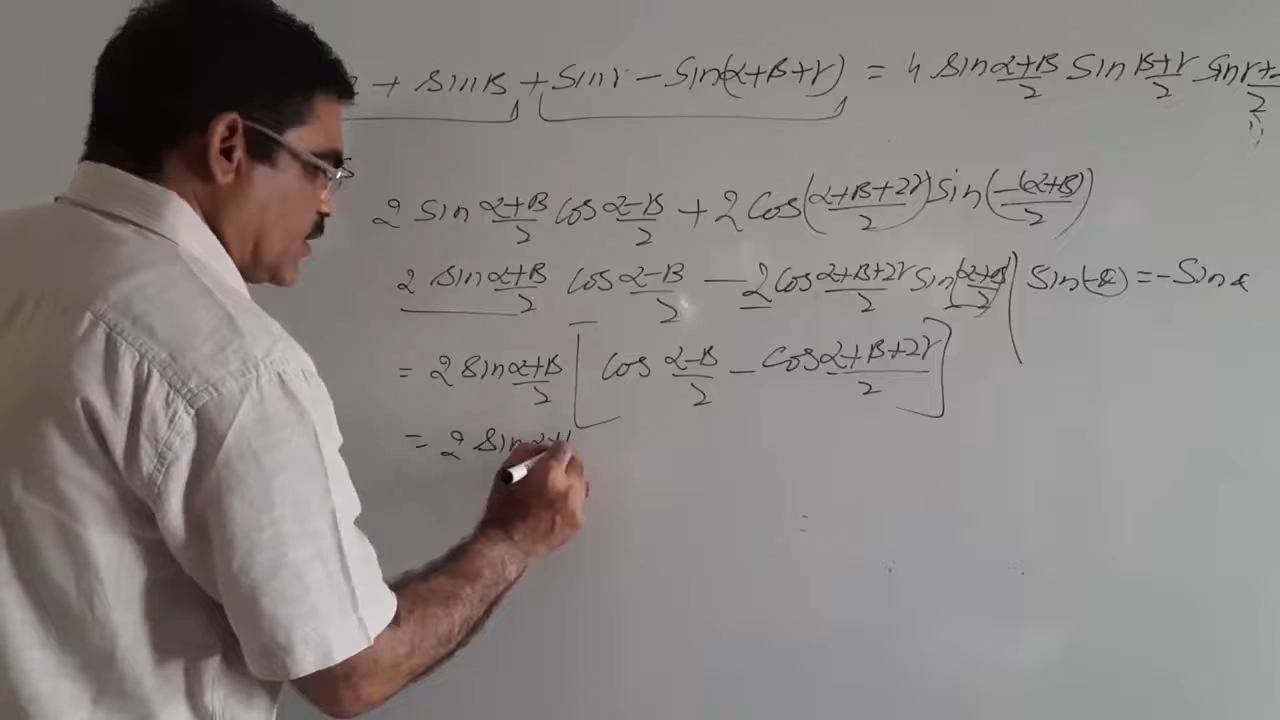 + sin β + sin γ − sin(α+β+γ) = 4 sin (α+β)/2 sin (β+γ)/2 sin (γ+
2 sin (α+β)/2 cos (α−β)/2 + 2 cos((α+β+2γ)/2) sin(−(α+β)/2)
2 sin (α+β)/2 cos (α−β)/2 − 2 cos (α+β+2γ)/2 sin((α+β)/2) | sin(−α) = −sin α
= 2 sin (α+β)/2 [cos (α−β)/2 − cos (α+β+2γ)/2]
= 2 sin α+